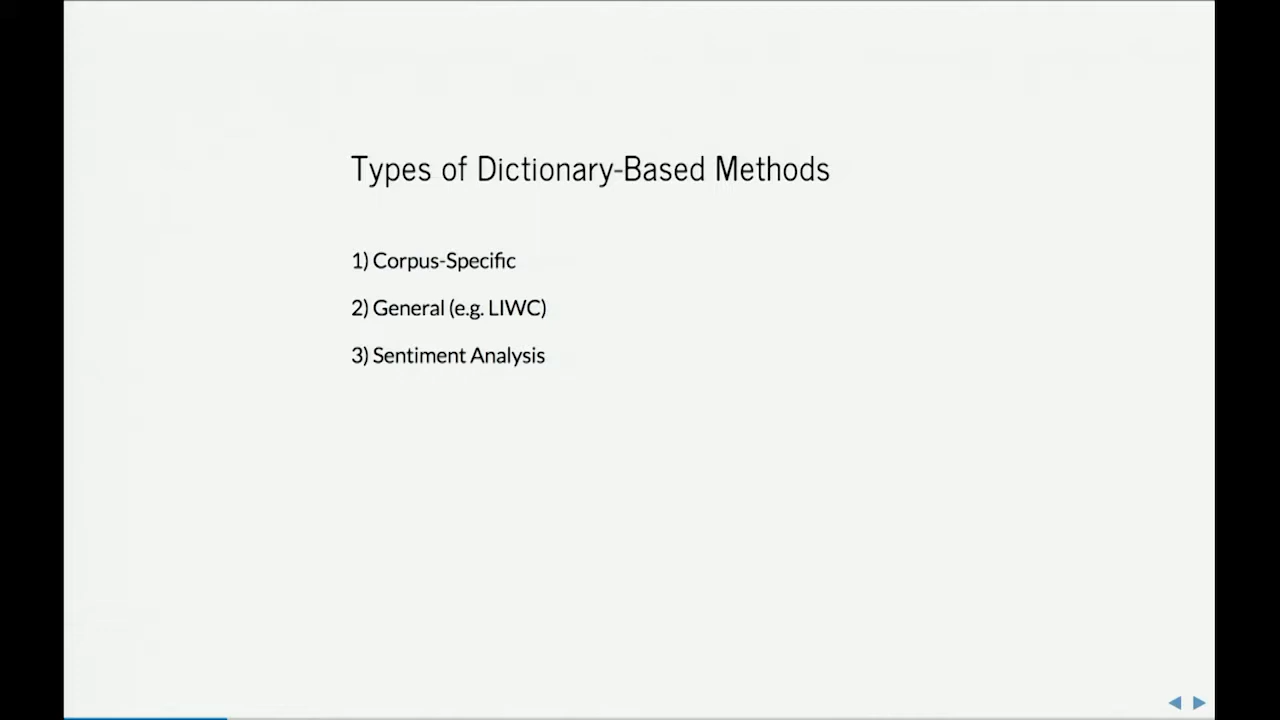 Types of Dictionary-Based Methods
1) Corpus-Specific
2) General (e.g. LIWC)
3) Sentiment Analysis